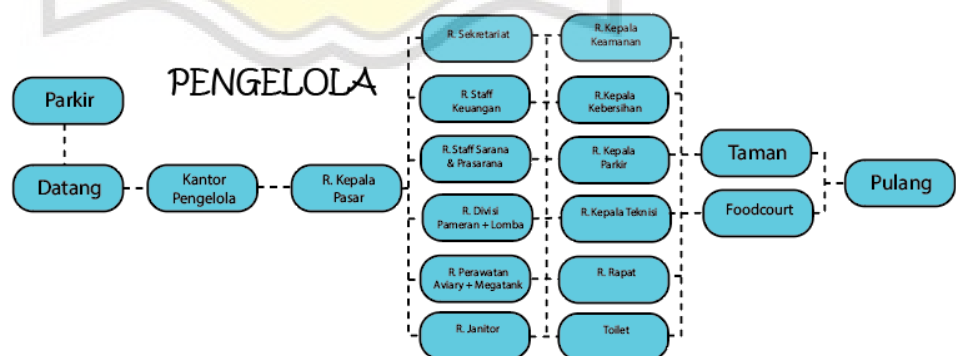 PENGELOLA
Parkir
Datang
Kantor
Pengelola
R. Kepala
Pasar
R. Sekretariat
R. Staff
Keuangan
R. Staff Sarana
& Prasarana
R. Divisi
Pameran + Lomba
R. Perawatan
Aviary + Megatank
R. Janitor
R. Kepala
Keamanan
R.Kepala
Kebersihan
R. Kepala
Parkir
R. Kepala Teknisi
R. Rapat
Toilet
Taman
Foodcourt
Pulang